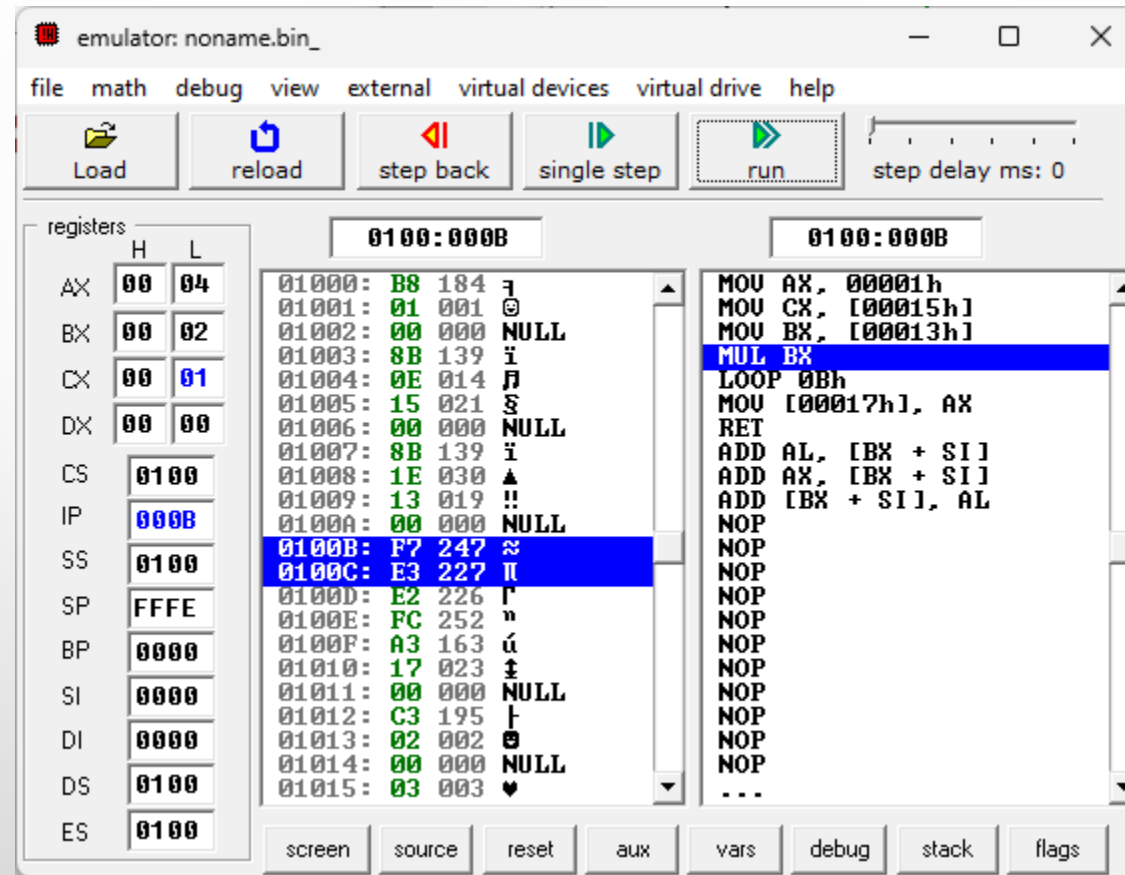 emulator: noname.bin_
file math debug view external virtual devices virtual drive help
Load reload step back single step run step delay ms: 0
registers
H L
0100:000B 0100:000B
AX 00 04
BX 00 02
CX 00 01
DX 00 00
CS 0100
IP 000B
SS 0100
SP FFFE
BP 0000
SI 0000
DI 0000
DS 0100
ES 0100
01000: B8 184 ╕
01001: 01 001 ☺
01002: 00 000 NULL
01003: 8B 139 ï
01004: 0E 014 ♫
01005: 15 021 §
01006: 00 000 NULL
01007: 8B 139 ï
01008: 1E 030 ▲
01009: 13 019 ‼
0100A: 00 000 NULL
0100B: F7 247 ≈
0100C: E3 227 π
0100D: E2 226 Γ
0100E: FC 252 ⁿ
0100F: A3 163 ú
01010: 17 023 ↨
01011: 00 000 NULL
01012: C3 195 ├
01013: 02 002 ☻
01014: 00 000 NULL
01015: 03 003 ♥
MOV AX, 00001h
MOV CX, [00015h]
MOV BX, [00013h]
MUL BX
LOOP 0Bh
MOV [00017h], AX
RET
ADD AL, [BX + SI]
ADD AX, [BX + SI]
ADD [BX + SI], AL
NOP
NOP
NOP
NOP
NOP
NOP
NOP
NOP
NOP
NOP
NOP
...
screen source reset aux vars debug stack flags